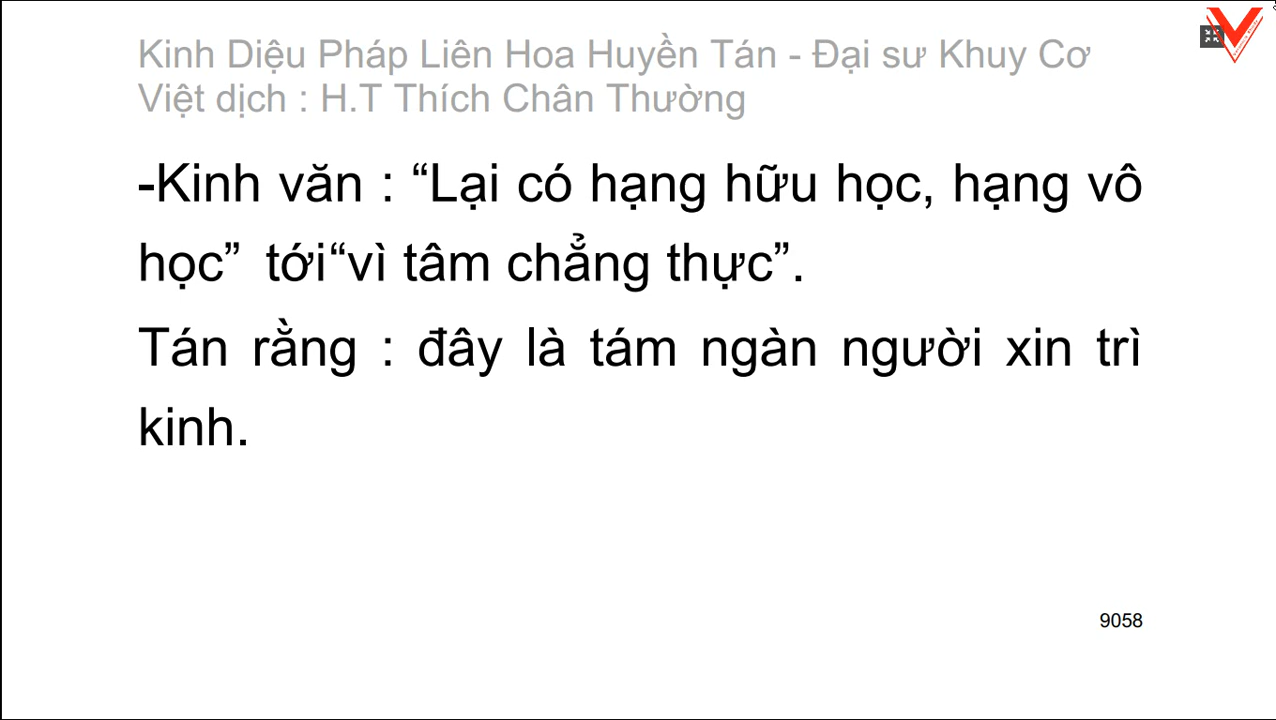 Kinh Diệu Pháp Liên Hoa Huyền Tán - Đại sư Khuy Cơ
Việt dịch : H.T Thích Chân Thường
-Kinh văn : “Lại có hạng hữu học, hạng vô
học” tới“vì tâm chẳng thực”.
Tán rằng : đây là tám ngàn người xin trì
kinh.
9058